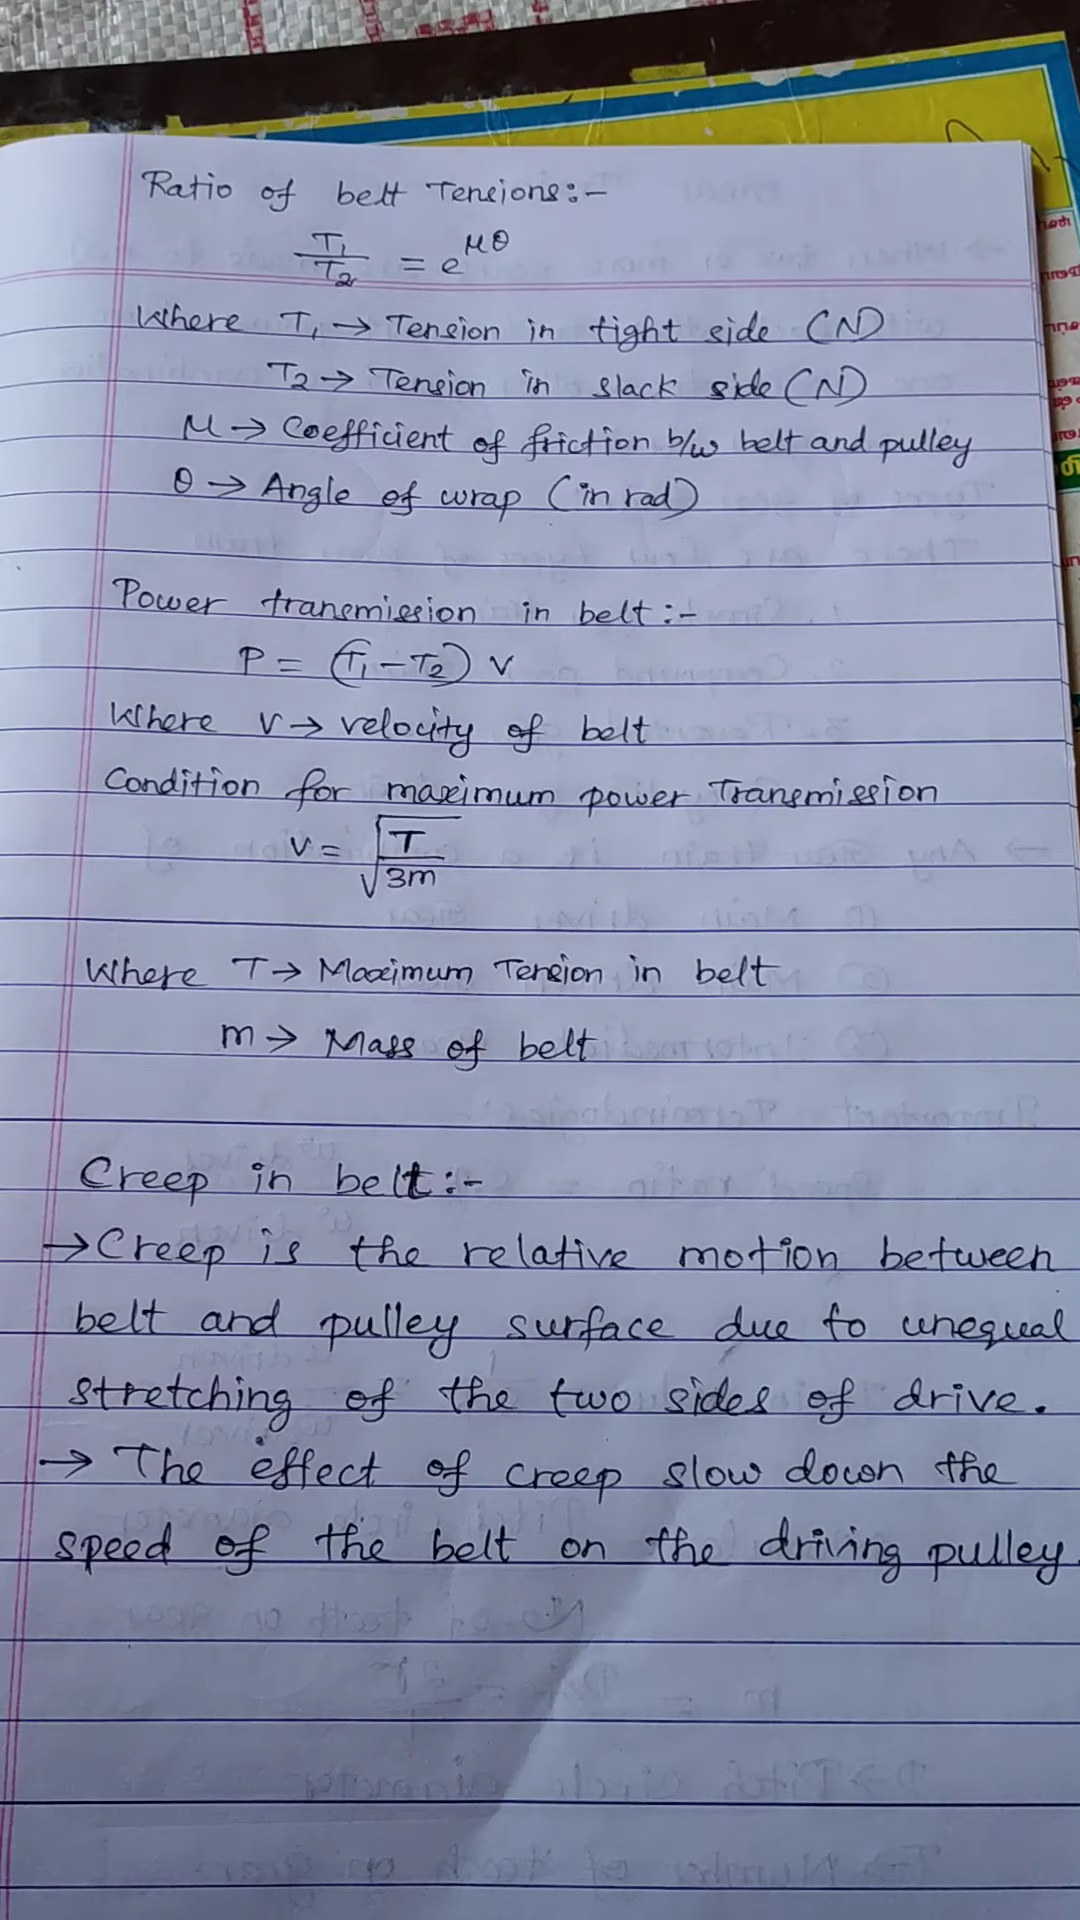 Ratio of belt Tensions:-
T₁/T₂ = e^μθ
Where T₁ → Tension in tight side (N)
T₂ → Tension in slack side (N)
μ → Coefficient of friction b/w belt and pulley
θ → Angle of wrap (in rad)
Power transmission in belt :-
P = (T₁ - T₂) v
Where v → velocity of belt
Condition for maximum power Transmission
v = √(T/3m)
Where T → Maximum Tension in belt
m → Mass of belt
Creep in belt :-
→ Creep is the relative motion between
belt and pulley surface due to unequal
stretching of the two sides of drive.
→ The effect of creep slow down the
speed of the belt on the driving pulley.